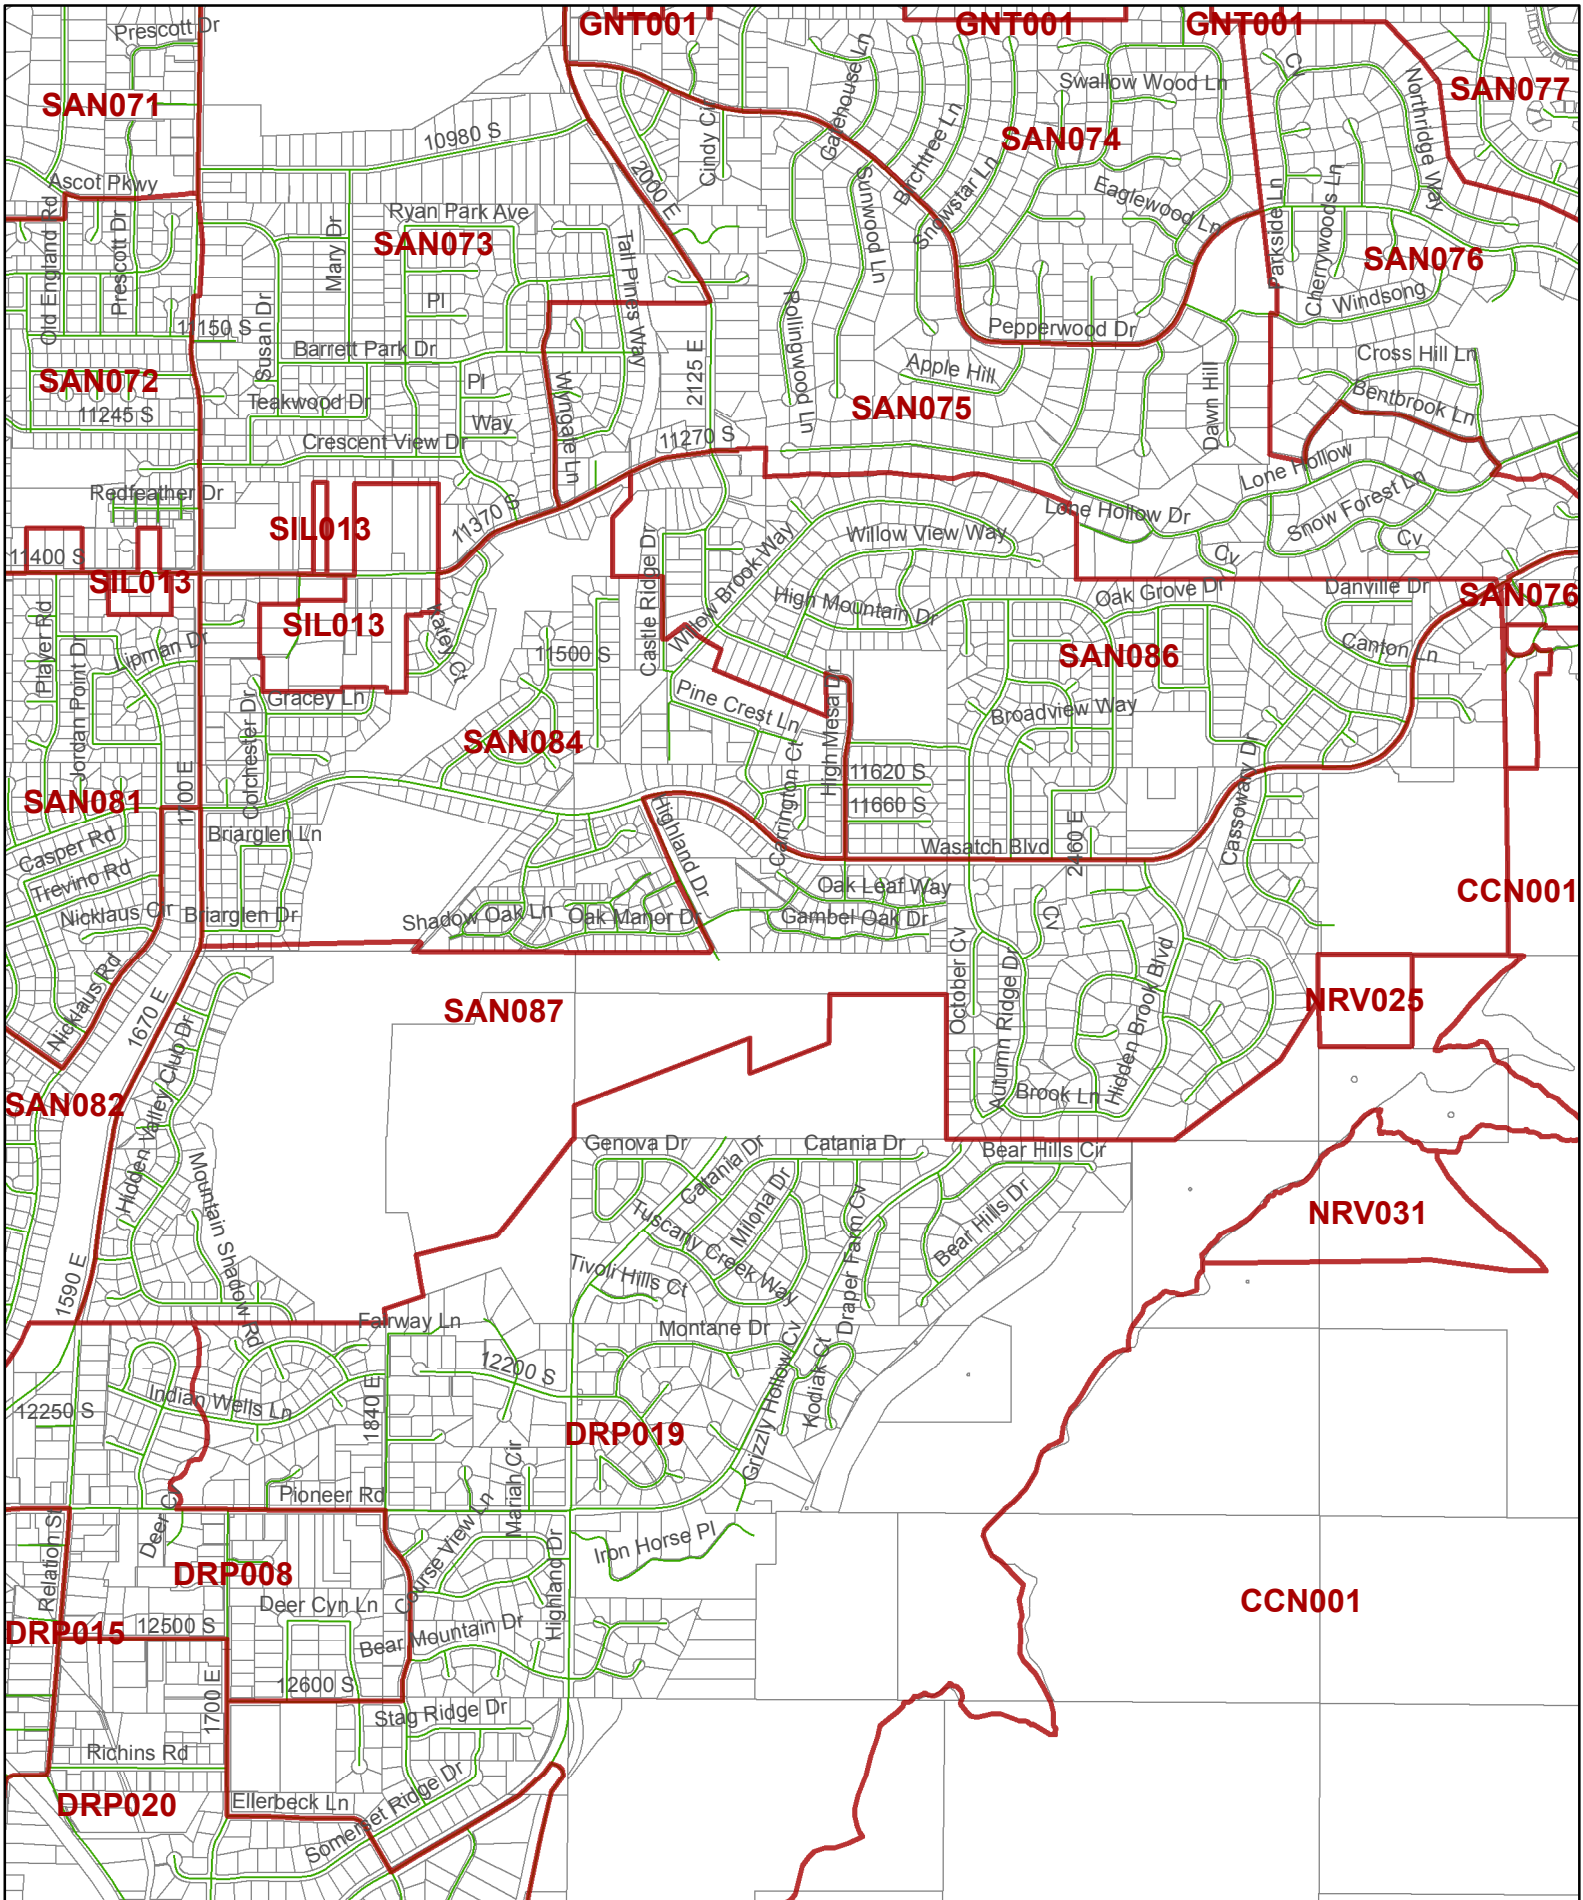 GNT001
GNT001
GNT001
Prescott Dr
Cv
Gatehouse Ln
Swallow Wood Ln
SAN077
SAN071
Northridge Way
Cindy Cir
10980 S
SAN074
Birchtree Ln
Ascot Pkwy
2000 E
Snowstar Ln
Eaglewood Ln
Parkside Ln
Cherrywoods Ln
Old England Rd
Prescott Dr
Mary Dr
Ryan Park Ave
SAN073
Tall Pines Way
Sunwood Ln
SAN076
Windsong
Pl
11150 S
Susan Dr
Rollingwood Ln
Pepperwood Dr
Barrett Park Dr
2125 E
Cross Hill Ln
Apple Hill
SAN072
Pl
Dawn Hill
Bentbrook Ln
11245 S
Teakwood Dr
Way
Wyngate Ln
SAN075
Crescent View Dr
11270 S
Lone Hollow
Redfeather Dr
Snow Forest Ln
11370 S
Lone Hollow Dr
SIL013
Castle Ridge Dr
Willow Brook Way
Willow View Way
Cv
11400 S
Cv
SIL013
SIL013
Katey Ct
High Mountain Dr
Oak Grove Dr
Danville Dr
SAN076
Player Rd
Jordan Point Dr
Lipman Dr
11500 S
Canton Ln
SAN086
Gracey Ln
Colchester Dr
Pine Crest Ln
High Mesa Dr
Broadview Way
SAN084
Cassoway Dr
1700 E
Carrington Ct
11620 S
SAN081
11660 S
Highland Dr
Casper Rd
Briarglen Ln
Wasatch Blvd
2460 E
Trevino Rd
CCN001
Nicklaus Cir
Briarglen Dr
Shadow Oak Ln
Oak Manor Dr
Oak Leaf Way
Gambel Oak Dr
Cv
October Cv
Autumn Ridge Dr
Hidden Brook Blvd
Nicklaus Rd
1670 E
SAN087
NRV025
SAN082
Brook Ln
Hidden Valley Club Dr
Genova Dr
Catania Dr
Catania Dr
Bear Hills Cir
Mountain Shadow Rd
Tuscany Creek Way
Milona Dr
Draper Farm Cv
Bear Hills Dr
NRV031
1590 E
Tivoli Hills Ct
Fairway Ln
Montane Dr
12200 S
Grizzly Hollow Cv
Kodiak Ct
Indian Wells Ln
12250 S
1840 E
DRP019
Mariah Cir
Pioneer Rd
Relation St
Course View Ln
Iron Horse Pl
DRP008
Highland Dr
Deer Cyn Ln
CCN001
DRP015
12500 S
Bear Mountain Dr
12600 S
1700 E
Stag Ridge Dr
Richins Rd
DRP020
Ellerbeck Ln
Somerset Ridge Dr